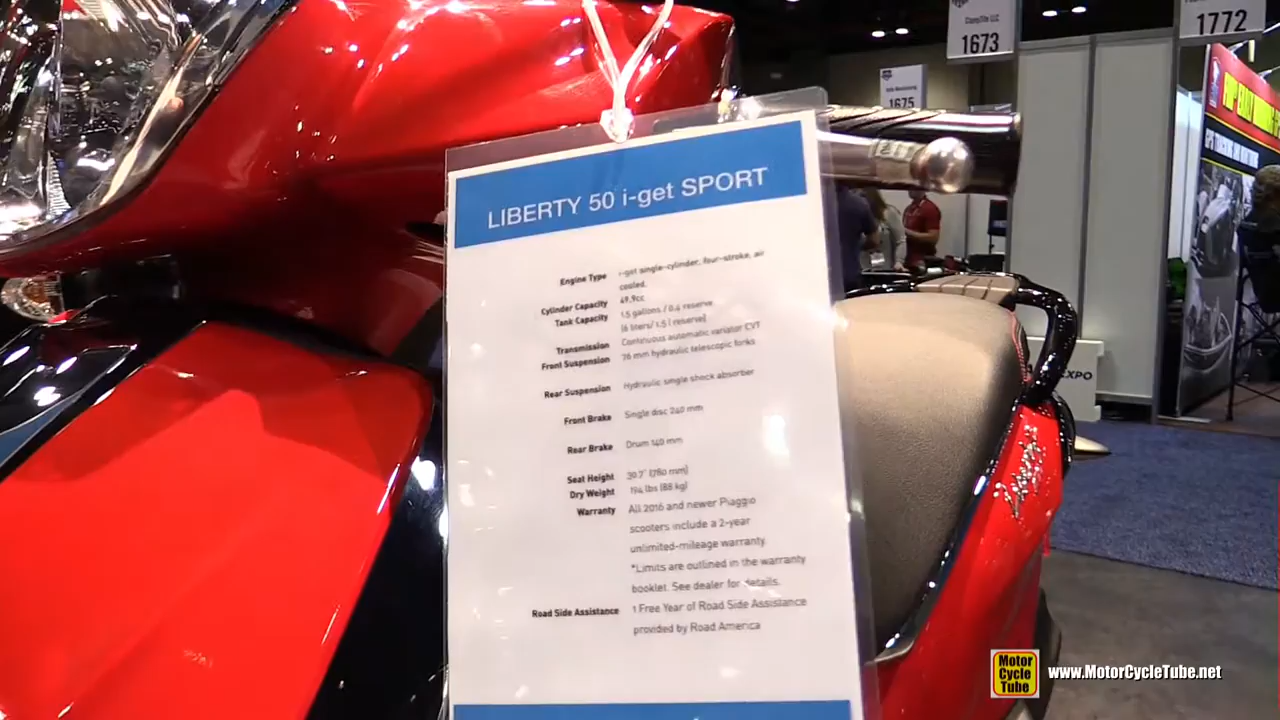 LIBERTY 50 i-get SPORT
Engine Type i-get single-cylinder, four-stroke, air
cooled.
Cylinder Capacity 49.9cc
Tank Capacity 1.5 gallons / 0.4 reserve
(6 liters/ 1.5 l reserve)
Transmission Continuous automatic variator CVT
Front Suspension 76 mm hydraulic telescopic forks
Rear Suspension Hydraulic single shock absorber
Front Brake Single disc 240 mm
Rear Brake Drum 140 mm
Seat Height 30.7" (780 mm)
Dry Weight 194 lbs (88 kg)
Warranty All 2016 and newer Piaggio
scooters include a 2-year
unlimited-mileage warranty.
*Limits are outlined in the warranty
booklet. See dealer for details.
Road Side Assistance 1 Free Year of Road Side Assistance
provided by Road America
1673
1772
1675
EXPO
Motor
Cycle
Tube
www.MotorCycleTube.net